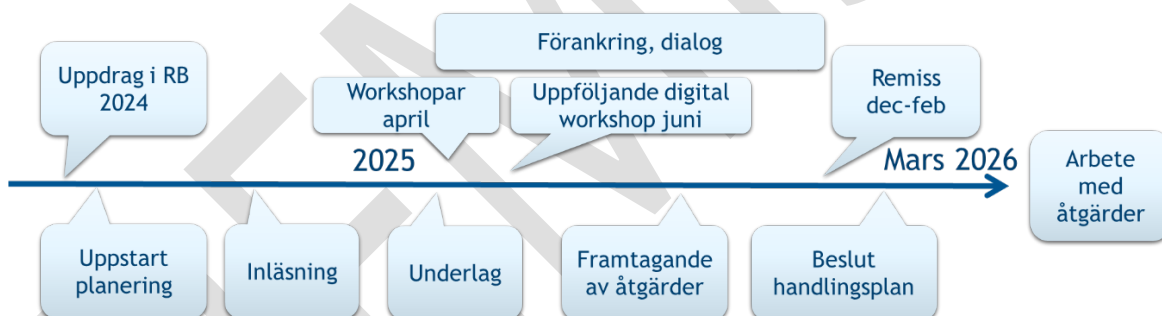 Förankring, dialog
Uppdrag i RB
2024
Workshopar
april
Uppföljande digital
workshop juni
Remiss
dec-feb
2025
Mars 2026
Arbete
med
åtgärder
Uppstart
planering
Inläsning
Underlag
Framtagande
av åtgärder
Beslut
handlingsplan